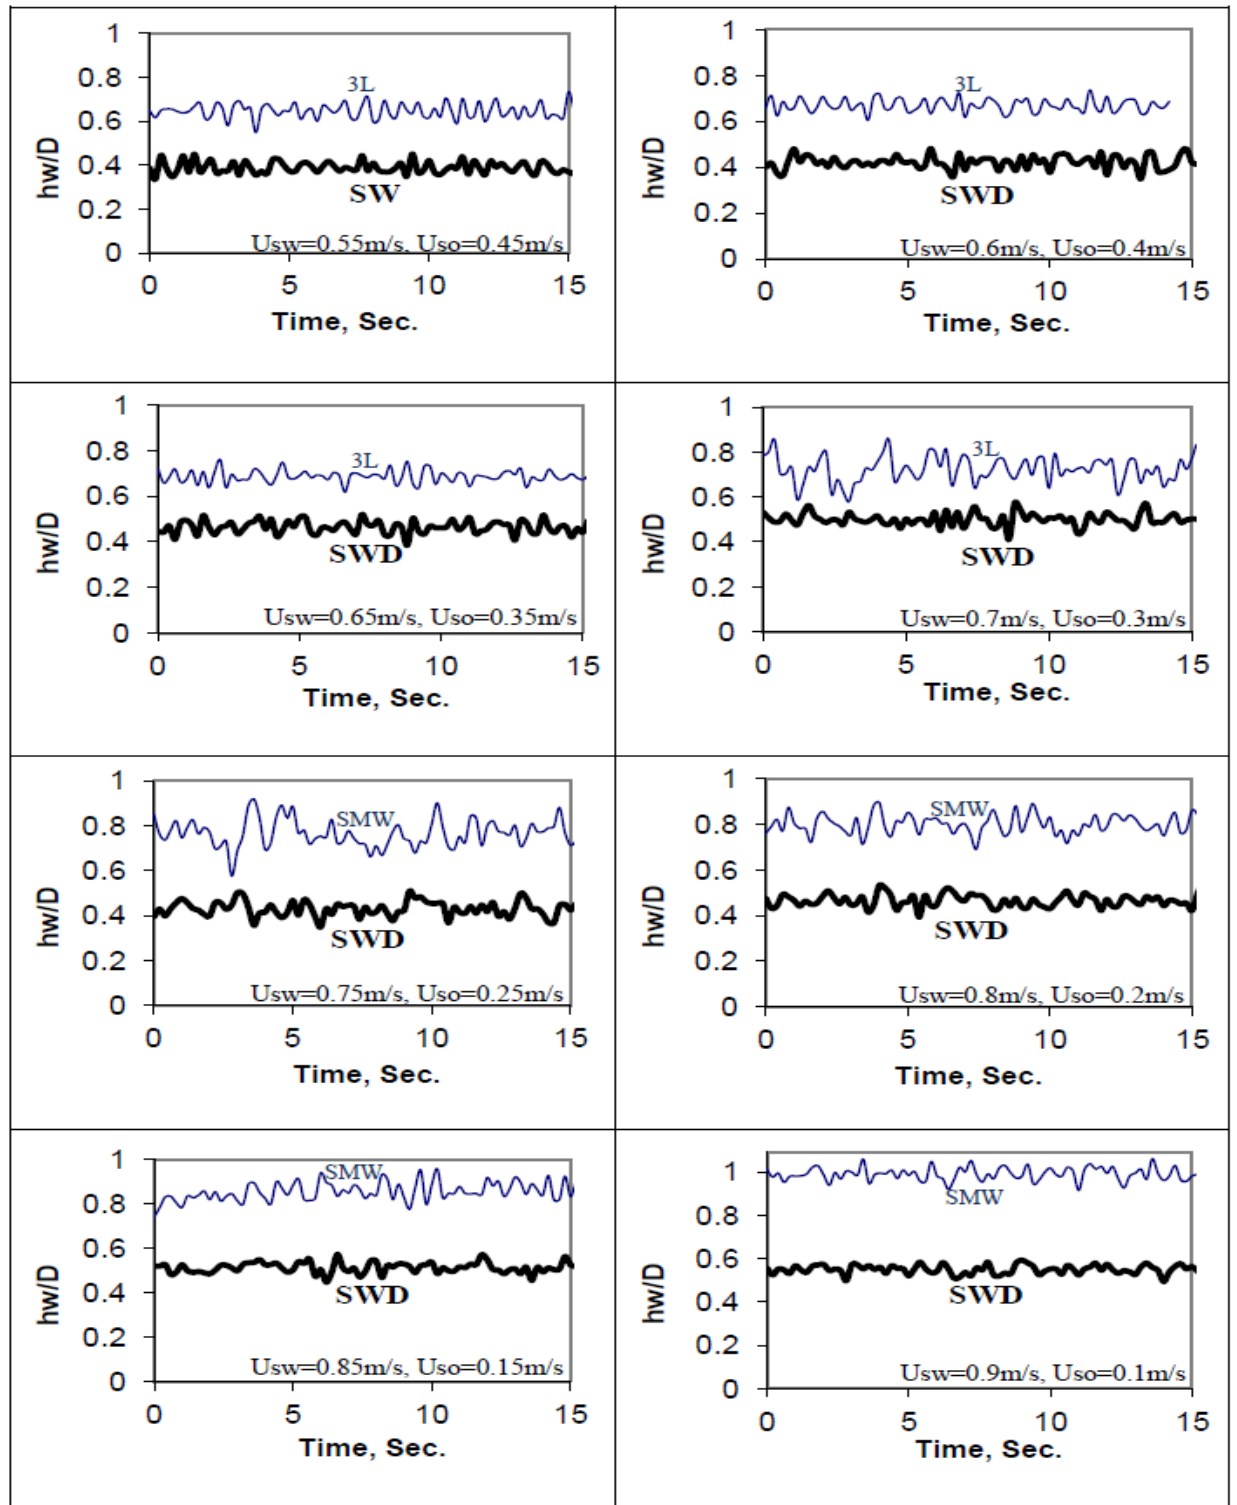 1
0.8
0.6
0.4
0.2
0
hw/D
3L
SW
Usw=0.55m/s, Uso=0.45m/s
0 5 10 15
Time, Sec.
1
0.8
0.6
0.4
0.2
0
hw/D
3L
SWD
Usw=0.6m/s, Uso=0.4m/s
0 5 10 15
Time, Sec.
1
0.8
0.6
0.4
0.2
0
hw/D
3L
SWD
Usw=0.65m/s, Uso=0.35m/s
0 5 10 15
Time, Sec.
1
0.8
0.6
0.4
0.2
0
hw/D
3L
SWD
Usw=0.7m/s, Uso=0.3m/s
0 5 10 15
Time, Sec.
1
0.8
0.6
0.4
0.2
0
hw/D
SMW
SWD
Usw=0.75m/s, Uso=0.25m/s
0 5 10 15
Time, Sec.
1
0.8
0.6
0.4
0.2
0
hw/D
SMW
SWD
Usw=0.8m/s, Uso=0.2m/s
0 5 10 15
Time, Sec.
1
0.8
0.6
0.4
0.2
0
hw/D
SMW
SWD
Usw=0.85m/s, Uso=0.15m/s
0 5 10 15
Time, Sec.
1
0.8
0.6
0.4
0.2
0
hw/D
SMW
SWD
Usw=0.9m/s, Uso=0.1m/s
0 5 10 15
Time, Sec.